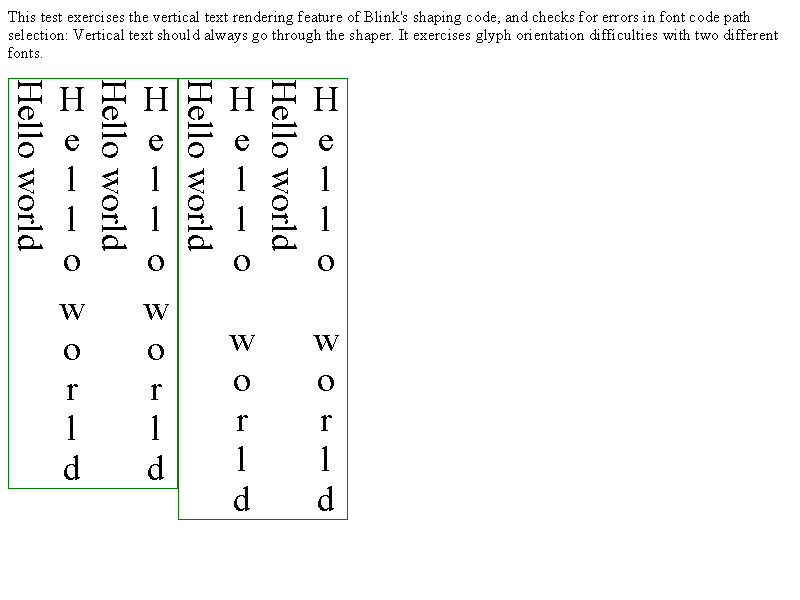 This test exercises the vertical text rendering feature of Blink's shaping code, and checks for errors in font code path
selection: Vertical text should always go through the shaper. It exercises glyph orientation difficulties with two different
fonts.
Hello world
Hello world
Hello world
Hello world
Hello world
Hello world
Hello world
Hello world